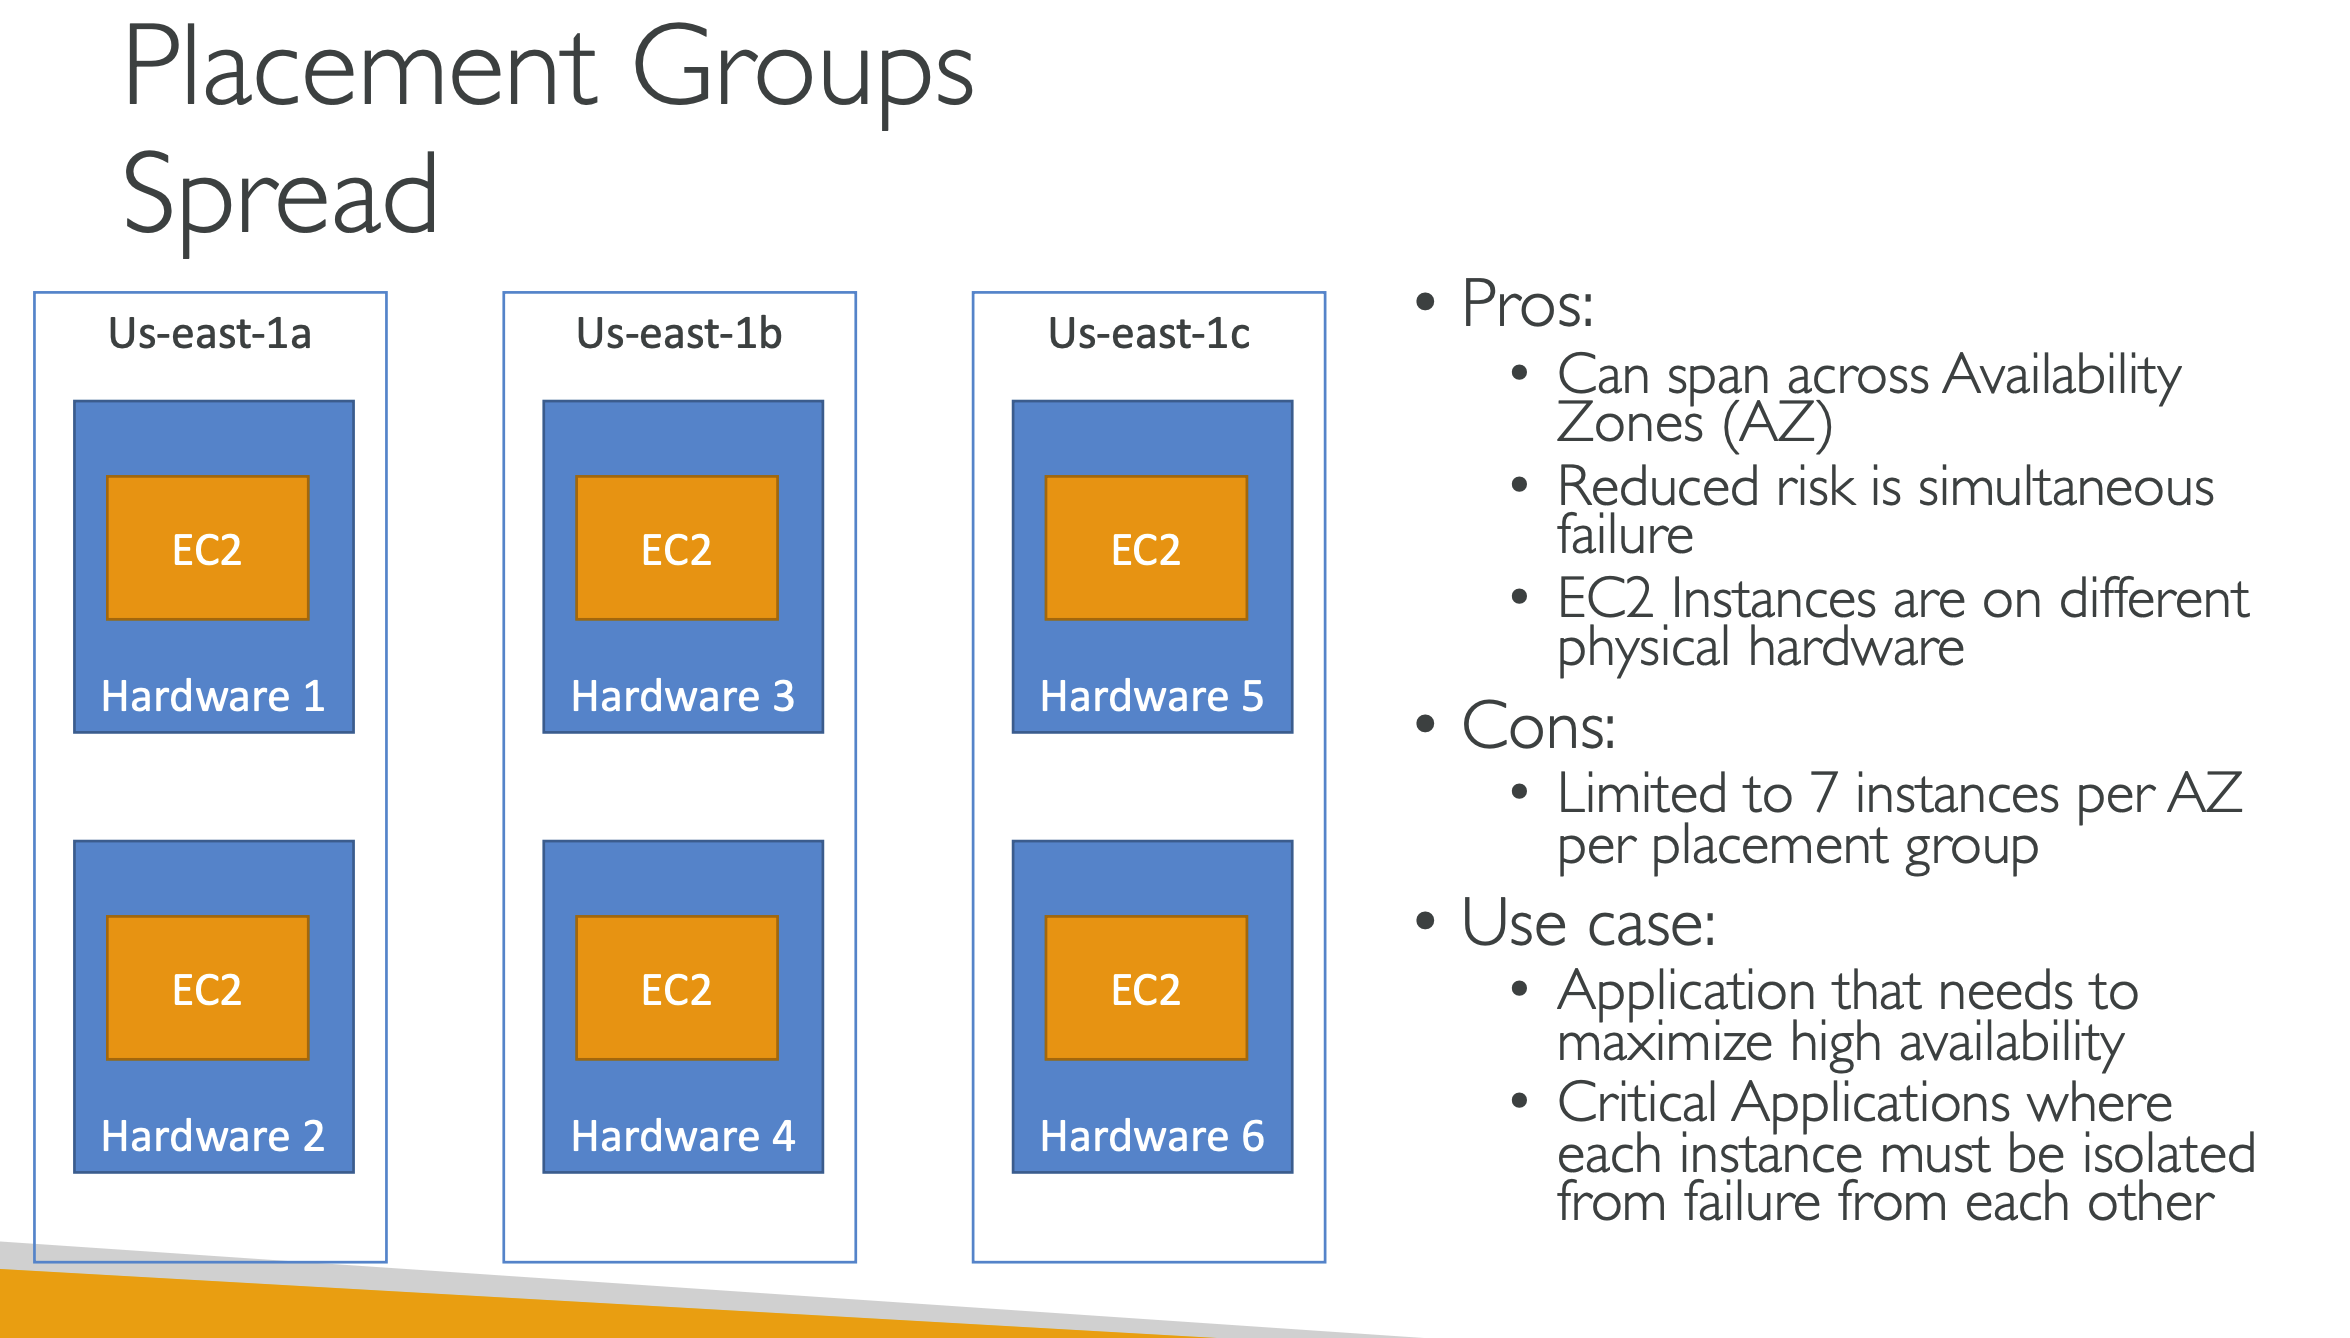 Placement Groups
Spread
Us-east-1a
EC2
Hardware 1
EC2
Hardware 2
Us-east-1b
EC2
Hardware 3
EC2
Hardware 4
Us-east-1c
EC2
Hardware 5
EC2
Hardware 6
• Pros:
• Can span across Availability
Zones (AZ)
• Reduced risk is simultaneous
failure
• EC2 Instances are on different
physical hardware
• Cons:
• Limited to 7 instances per AZ
per placement group
• Use case:
• Application that needs to
maximize high availability
• Critical Applications where
each instance must be isolated
from failure from each other